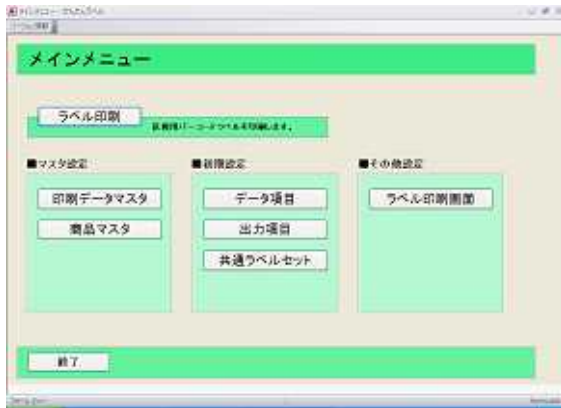 メインメニュー
ラベル印刷
■マスタ設定
印刷データマスタ
商品マスタ
■初期設定
データ項目
出力項目
共通ラベルセット
■その他設定
ラベル印刷画面
終了